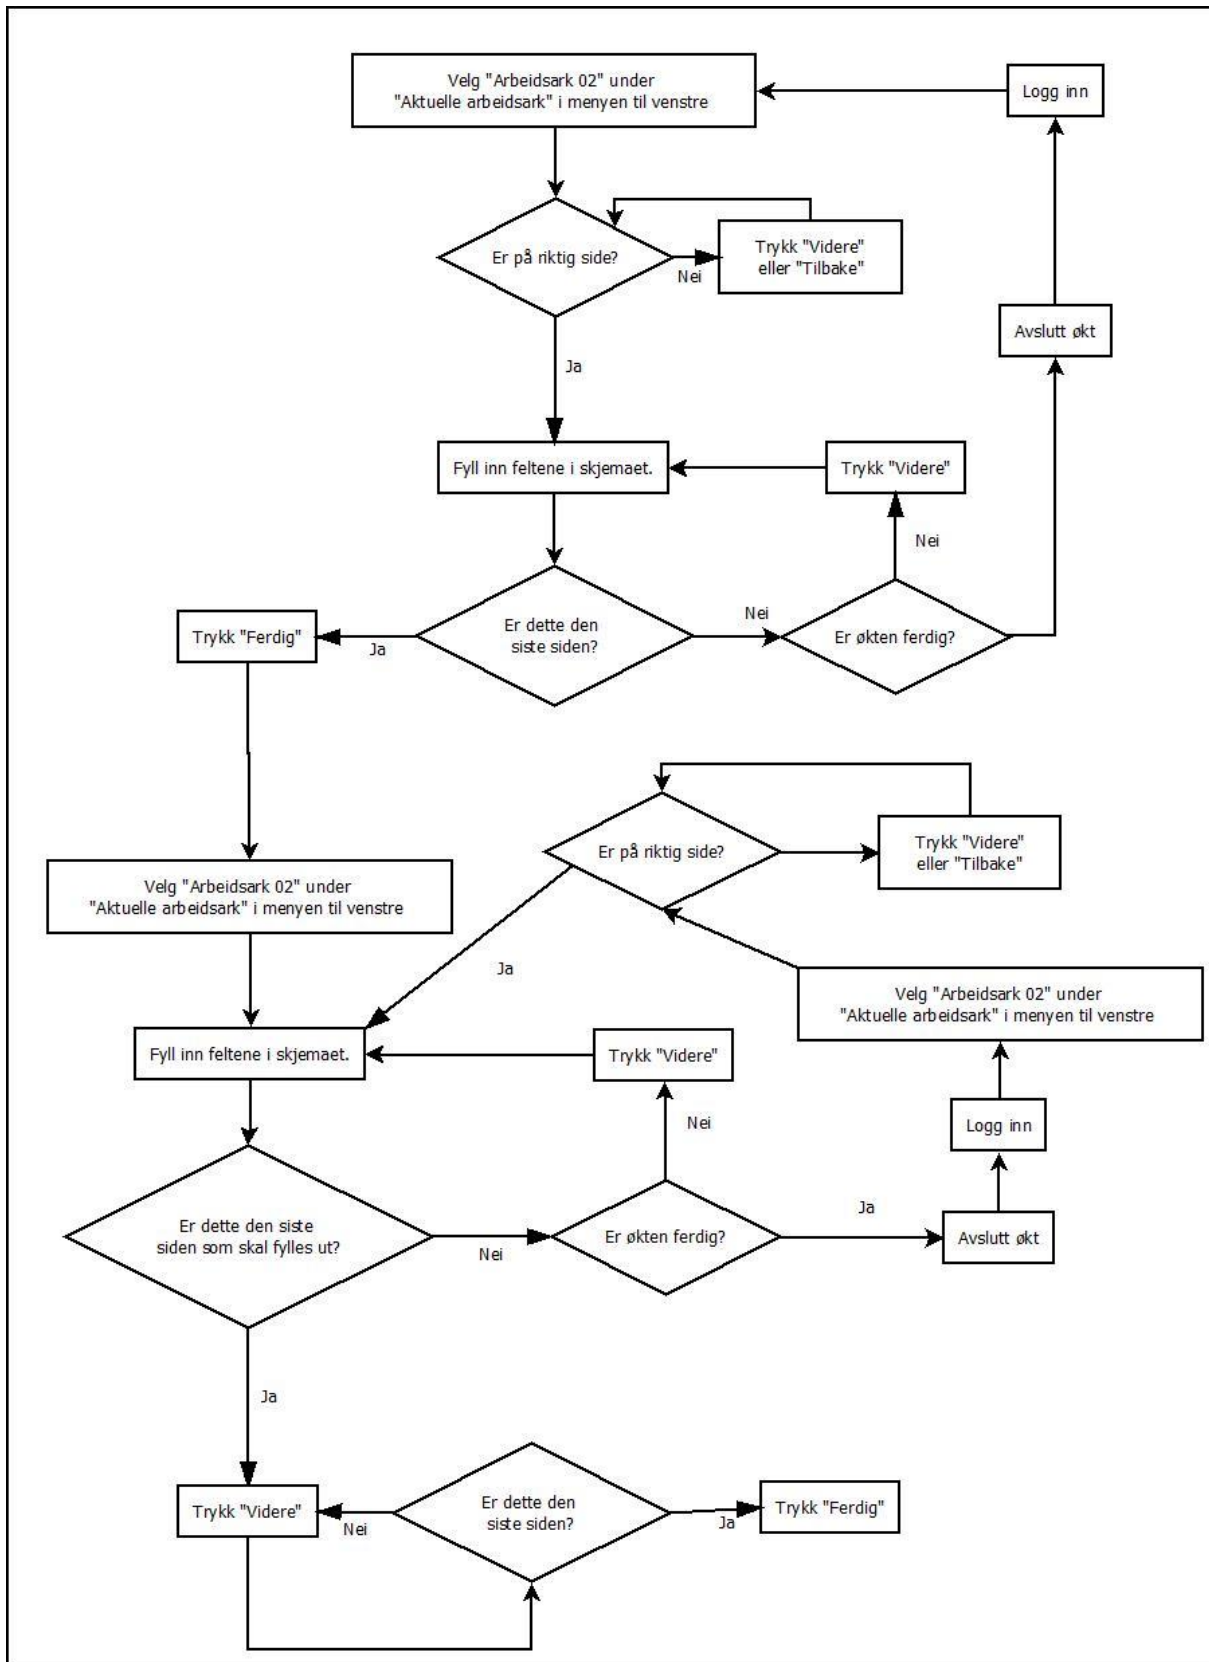 Velg "Arbeidsark 02" under
"Aktuelle arbeidsark" i menyen til venstre
Logg inn
Er på riktig side?
Nei
Trykk "Videre"
eller "Tilbake"
Avslutt økt
Ja
Fyll inn feltene i skjemaet.
Trykk "Videre"
Nei
Er dette den
siste siden?
Nei
Er økten ferdig?
Trykk "Ferdig"
Ja
Er på riktig side?
Trykk "Videre"
eller "Tilbake"
Velg "Arbeidsark 02" under
"Aktuelle arbeidsark" i menyen til venstre
Ja
Velg "Arbeidsark 02" under
"Aktuelle arbeidsark" i menyen til venstre
Fyll inn feltene i skjemaet.
Trykk "Videre"
Nei
Logg inn
Er dette den siste
siden som skal fylles ut?
Nei
Er økten ferdig?
Ja
Avslutt økt
Ja
Trykk "Videre"
Nei
Er dette den
siste siden?
Ja
Trykk "Ferdig"